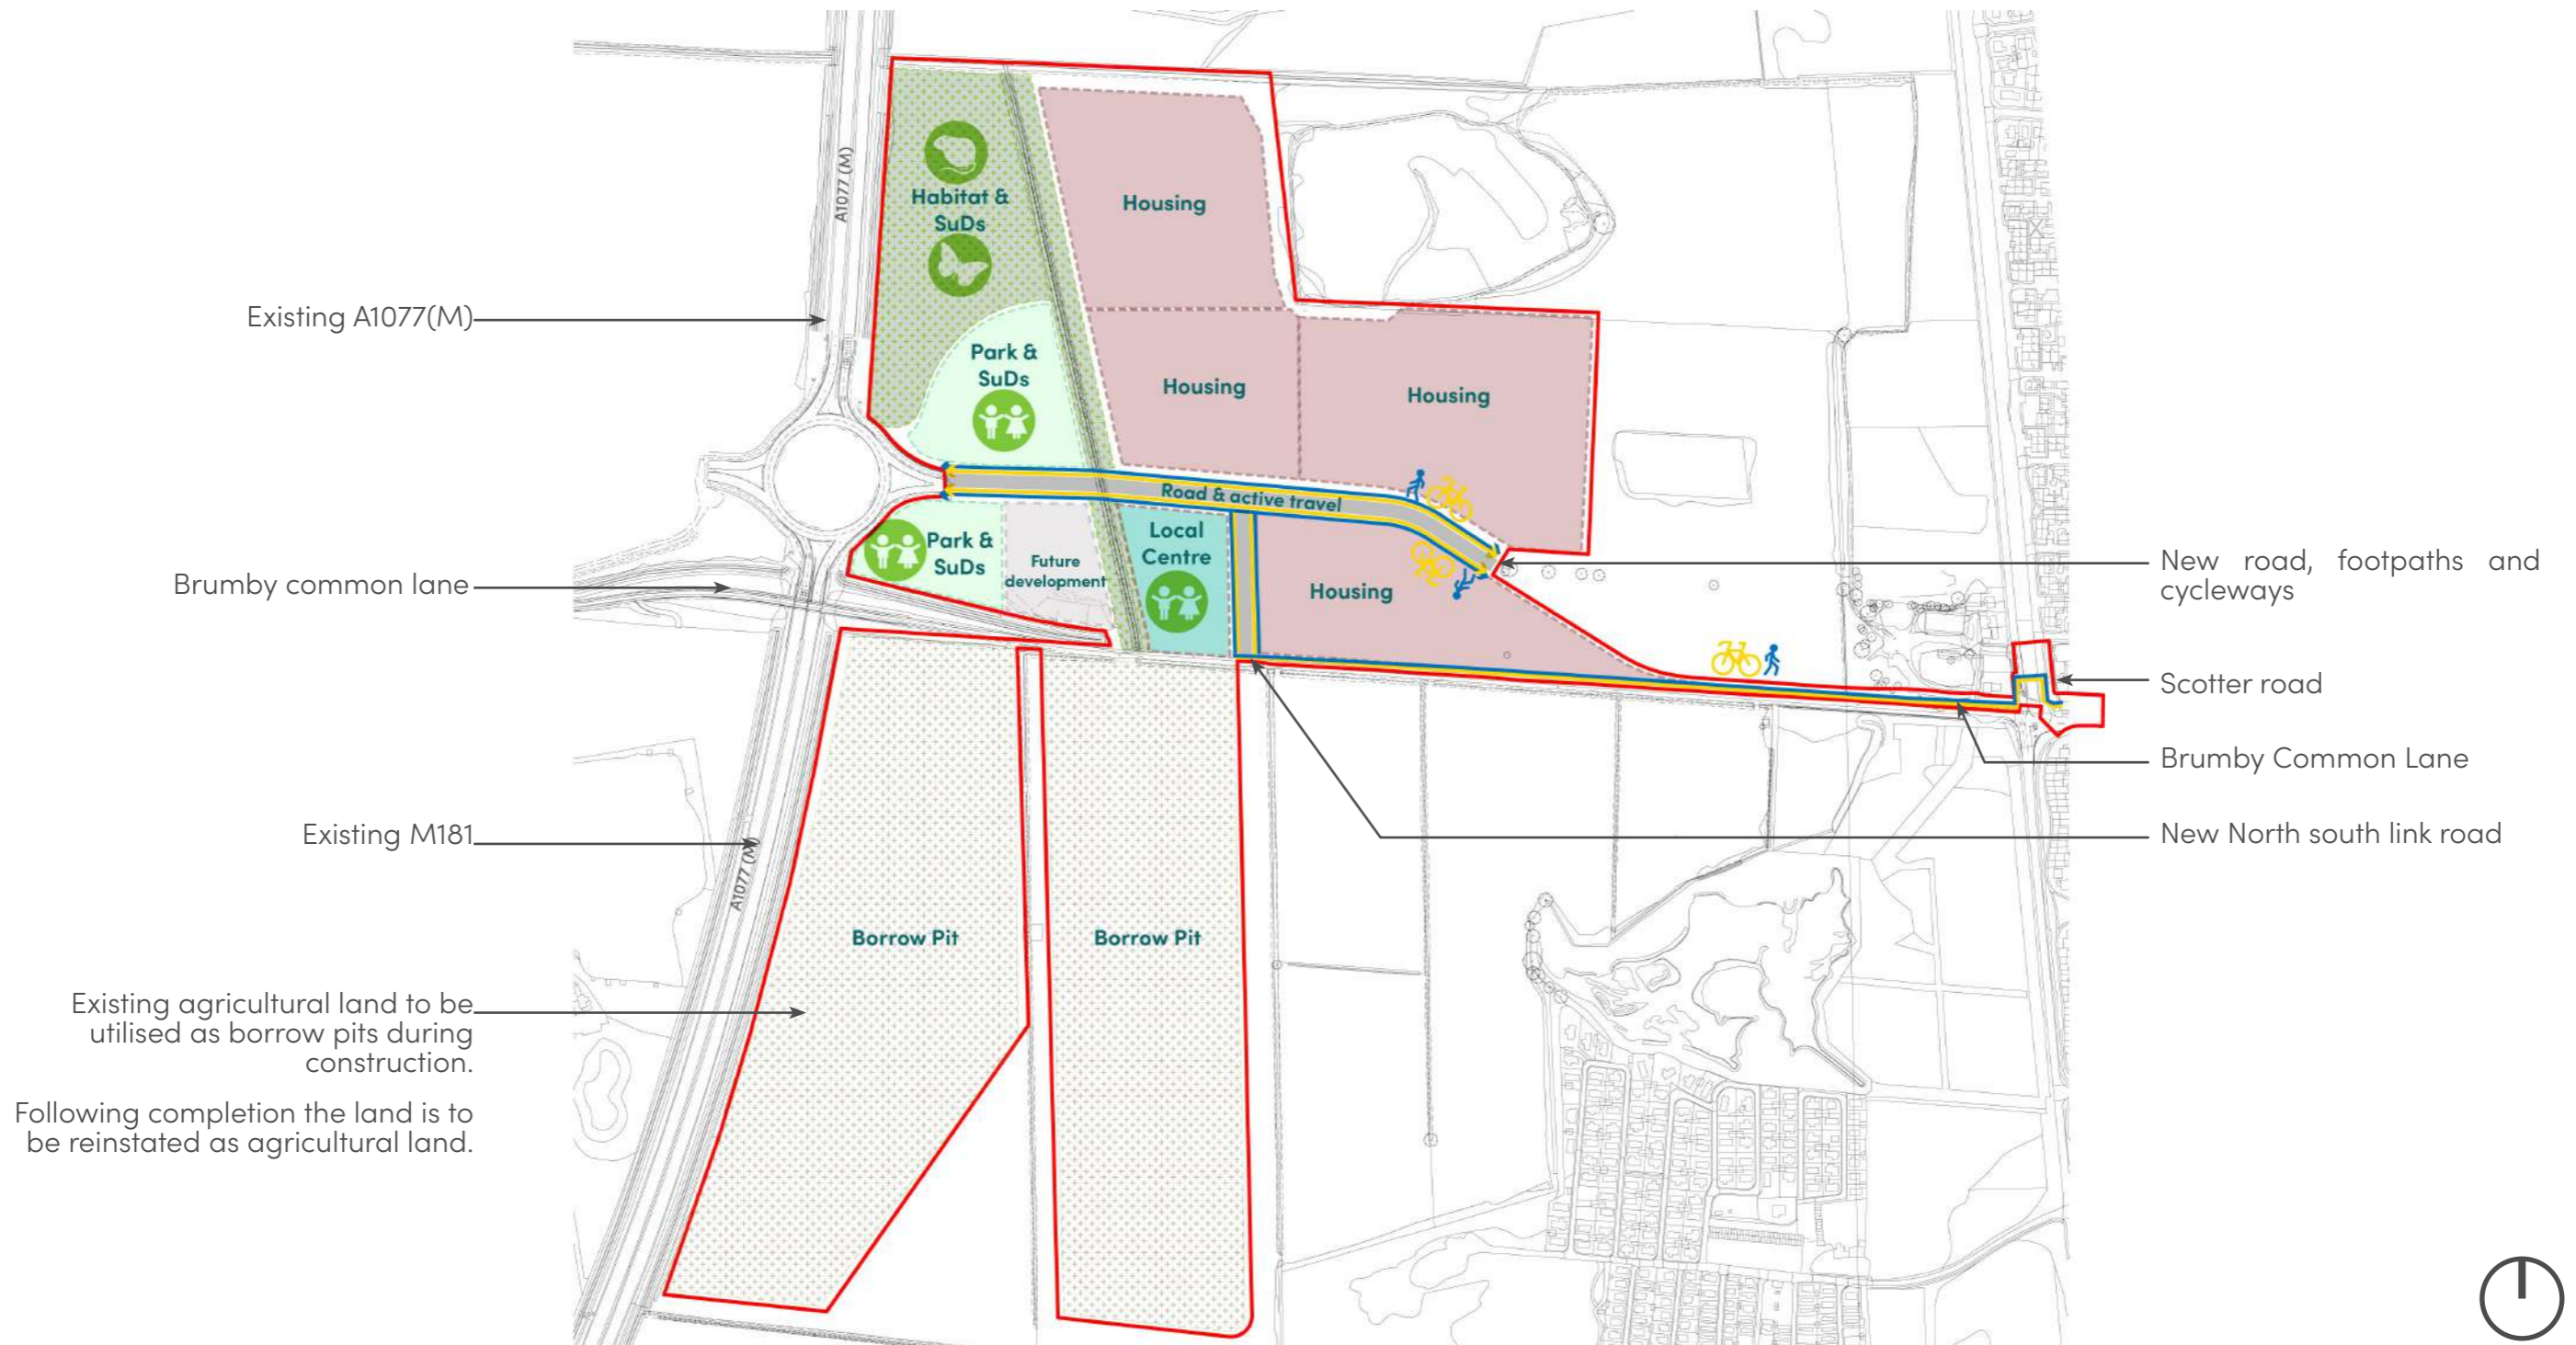 A1077 (M)
Habitat &
SuDs
Housing
Existing A1077(M)
Park &
SuDs
Housing
Housing
Road & active travel
Park &
SuDs
Future
development
Local
Centre
Housing
Brumby common lane
New road, footpaths and
cycleways
Scotter road
Brumby Common Lane
New North south link road
Existing M181
A1077 (M)
Borrow Pit
Borrow Pit
Existing agricultural land to be
utilised as borrow pits during
construction.
Following completion the land is to
be reinstated as agricultural land.